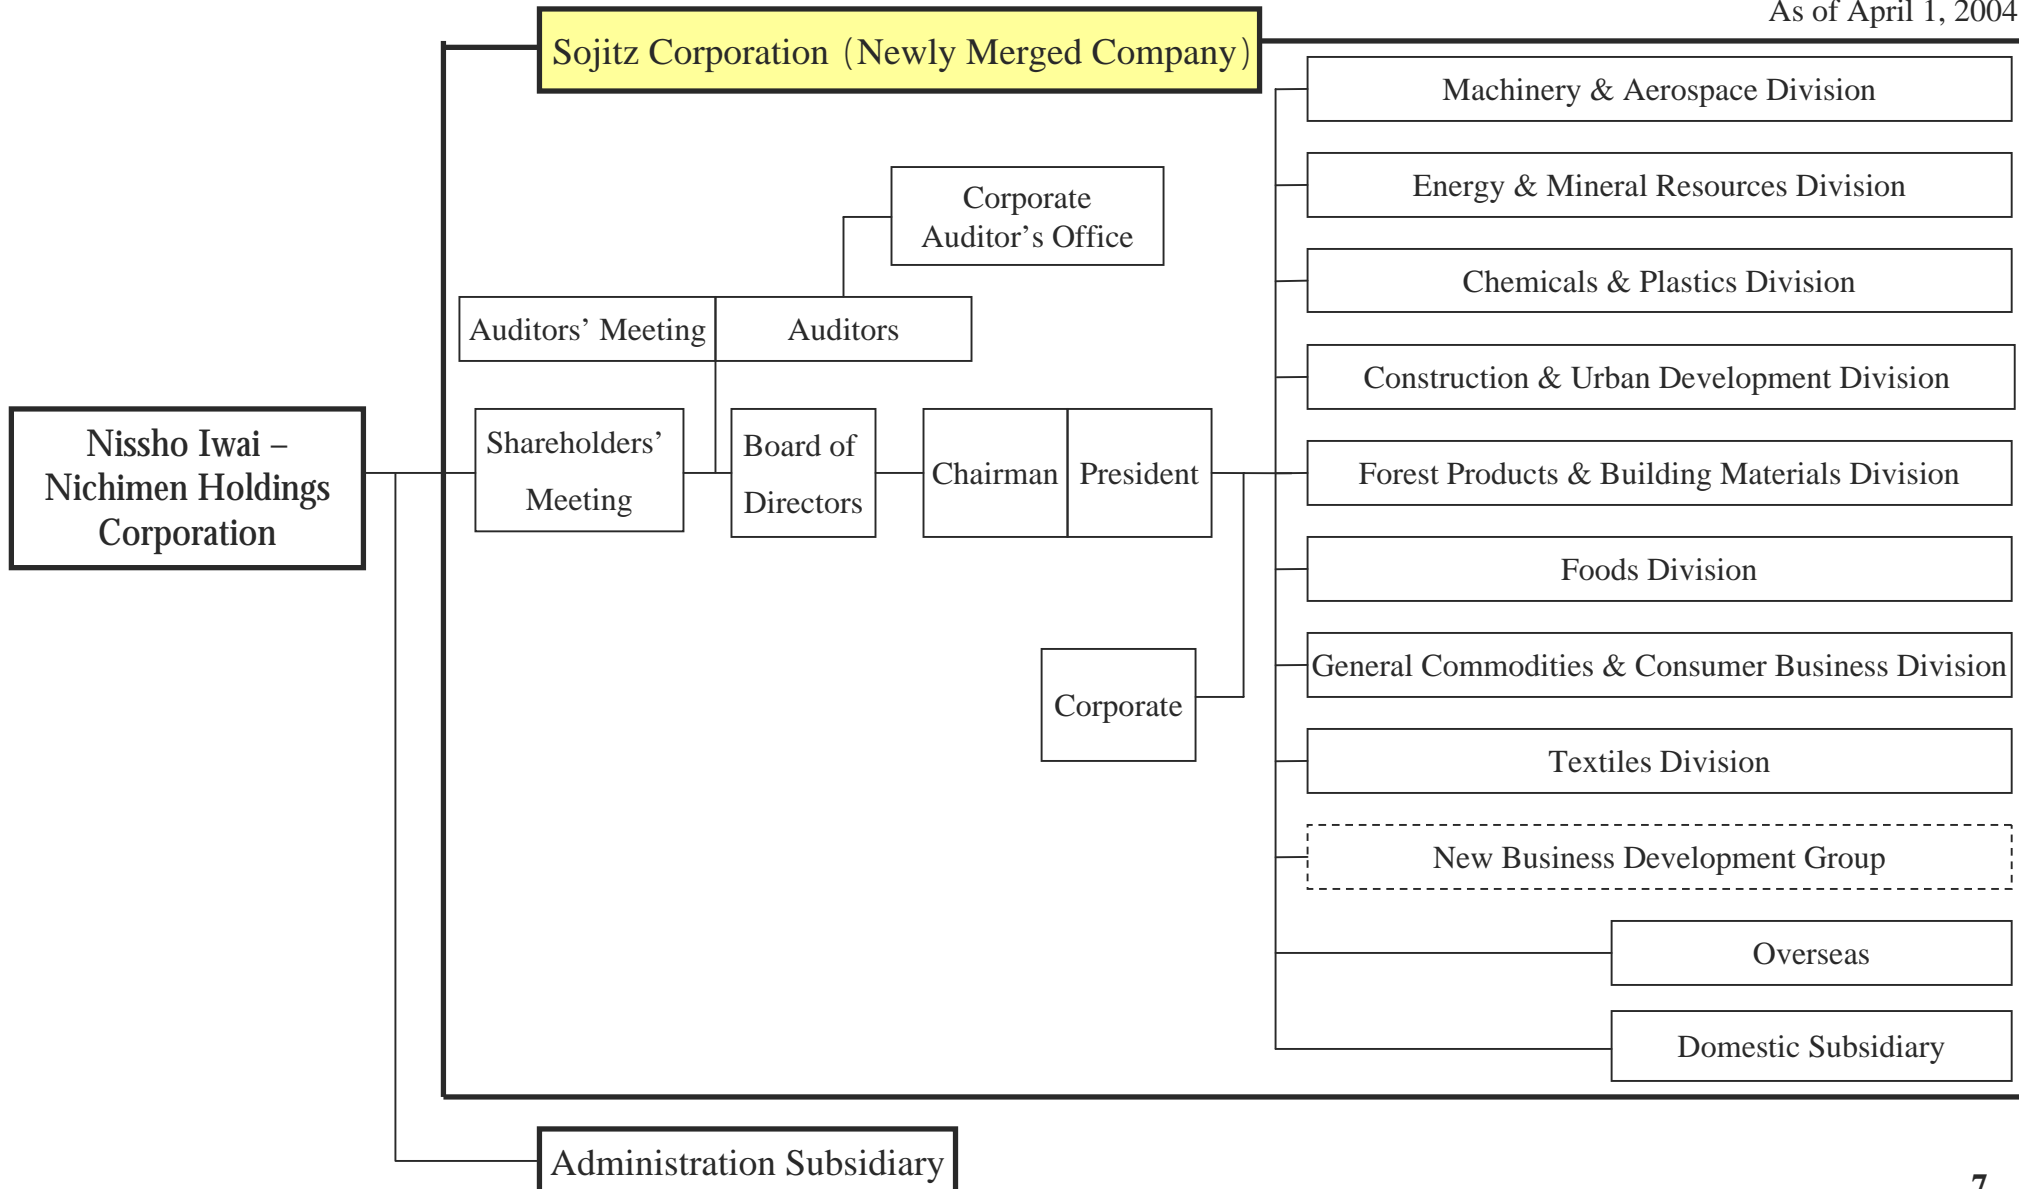 As of April 1, 2004
Sojitz Corporation (Newly Merged Company)
Machinery & Aerospace Division
Energy & Mineral Resources Division
Corporate
Auditor’s Office
Chemicals & Plastics Division
Auditors’ Meeting
Auditors
Construction & Urban Development Division
Nissho Iwai –
Nichimen Holdings
Corporation
Shareholders’
Meeting
Board of
Directors
Chairman
President
Forest Products & Building Materials Division
Foods Division
General Commodities & Consumer Business Division
Corporate
Textiles Division
New Business Development Group
Overseas
Domestic Subsidiary
Administration Subsidiary
7